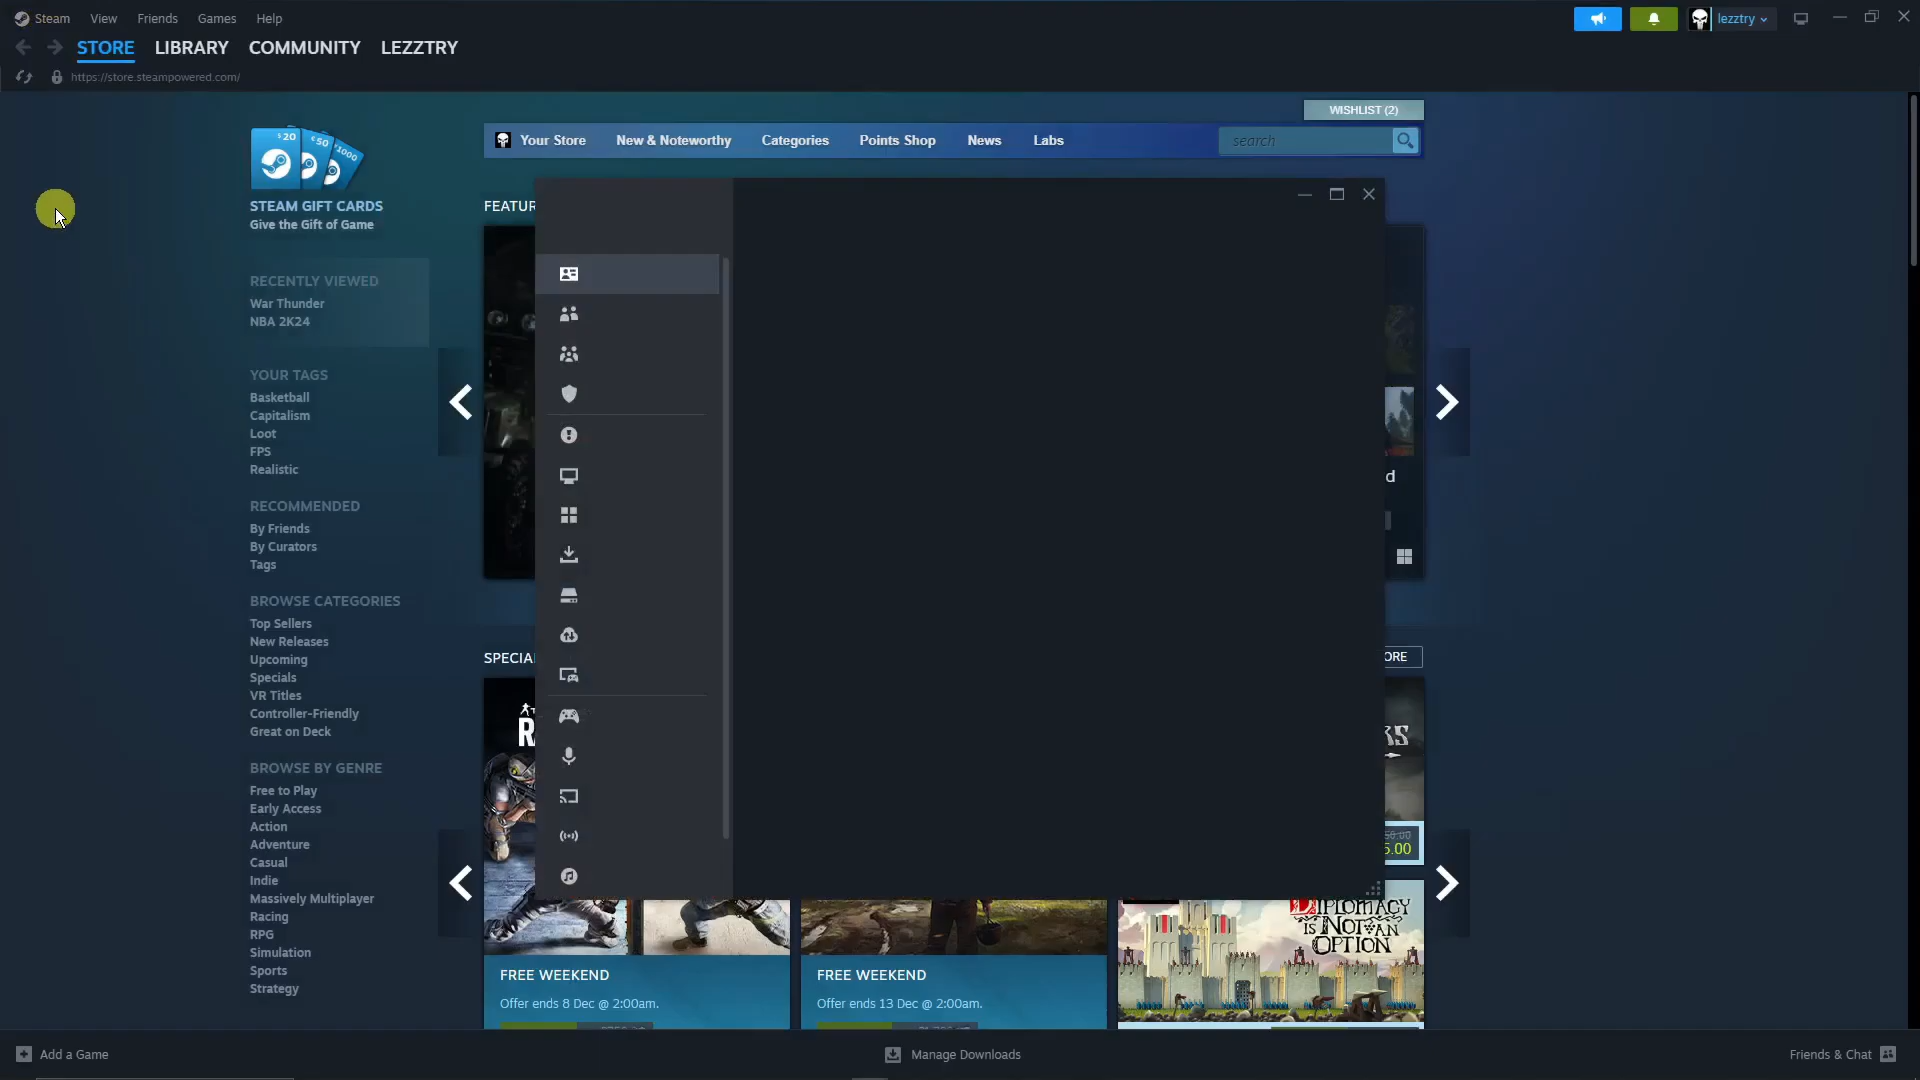 Steam View Friends Games Help
lezztry
STORE LIBRARY COMMUNITY LEZZTRY
https://store.steampowered.com/
WISHLIST (2)
$20 €50 ¥1000
Your Store New & Noteworthy Categories Points Shop News Labs search
STEAM GIFT CARDS
Give the Gift of Game
FEATUR
RECENTLY VIEWED
War Thunder
NBA 2K24
YOUR TAGS
Basketball
Capitalism
Loot
FPS
Realistic
d
RECOMMENDED
By Friends
By Curators
Tags
BROWSE CATEGORIES
Top Sellers
New Releases
Upcoming
Specials
VR Titles
Controller-Friendly
Great on Deck
SPECIA
ORE
BROWSE BY GENRE
Free to Play
Early Access
Action
Adventure
Casual
Indie
Massively Multiplayer
Racing
RPG
Simulation
Sports
Strategy
KS
5.00
DIPLOMACY
IS NOT AN
OPTION
FREE WEEKEND
Offer ends 8 Dec @ 2:00am.
FREE WEEKEND
Offer ends 13 Dec @ 2:00am.
Add a Game
Manage Downloads
Friends & Chat